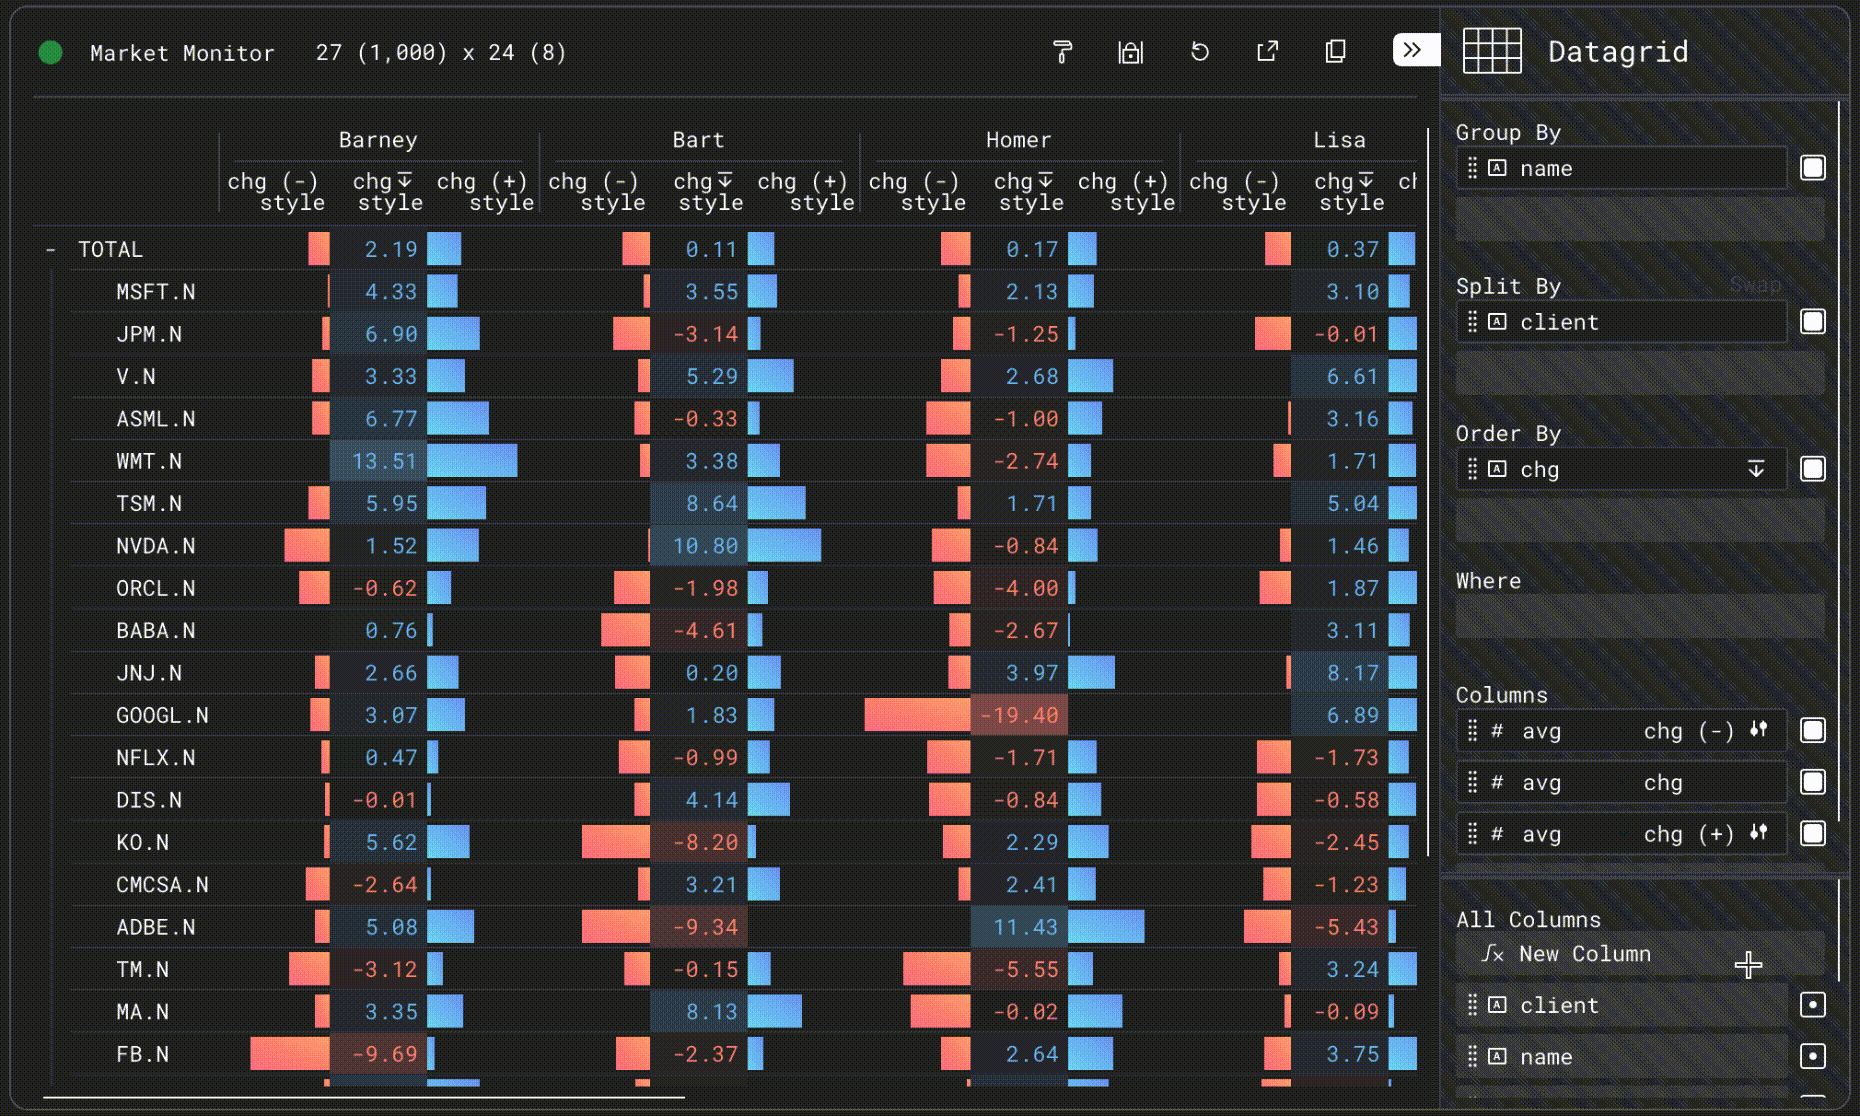 Market Monitor 27 (1,000) x 24 (8)
Barney Bart Homer Lisa
chg (-) chg chg (+) chg (-) chg chg (+) chg (-) chg chg (+) chg (-) chg
style style style style style style style style style style style
- TOTAL 2.19 0.11 0.17 0.37
MSFT.N 4.33 3.55 2.13 3.10
JPM.N 6.90 -3.14 -1.25 -0.01
V.N 3.33 5.29 2.68 6.61
ASML.N 6.77 -0.33 -1.00 3.16
WMT.N 13.51 3.38 -2.74 1.71
TSM.N 5.95 8.64 1.71 5.04
NVDA.N 1.52 10.80 -0.84 1.46
ORCL.N -0.62 -1.98 -4.00 1.87
BABA.N 0.76 -4.61 -2.67 3.11
JNJ.N 2.66 0.20 3.97 8.17
GOOGL.N 3.07 1.83 -19.40 6.89
NFLX.N 0.47 -0.99 -1.71 -1.73
DIS.N -0.01 4.14 -0.84 -0.58
KO.N 5.62 -8.20 2.29 -2.45
CMCSA.N -2.64 3.21 2.41 -1.23
ADBE.N 5.08 -9.34 11.43 -5.43
TM.N -3.12 -0.15 -5.55 3.24
MA.N 3.35 8.13 -0.02 -0.09
FB.N -9.69 -2.37 2.64 3.75
Datagrid
Group By
A name
Split By Swap
A client
Order By
A chg
Where
Columns
# avg chg (-)
# avg chg
# avg chg (+)
All Columns
fx New Column
A client
A name